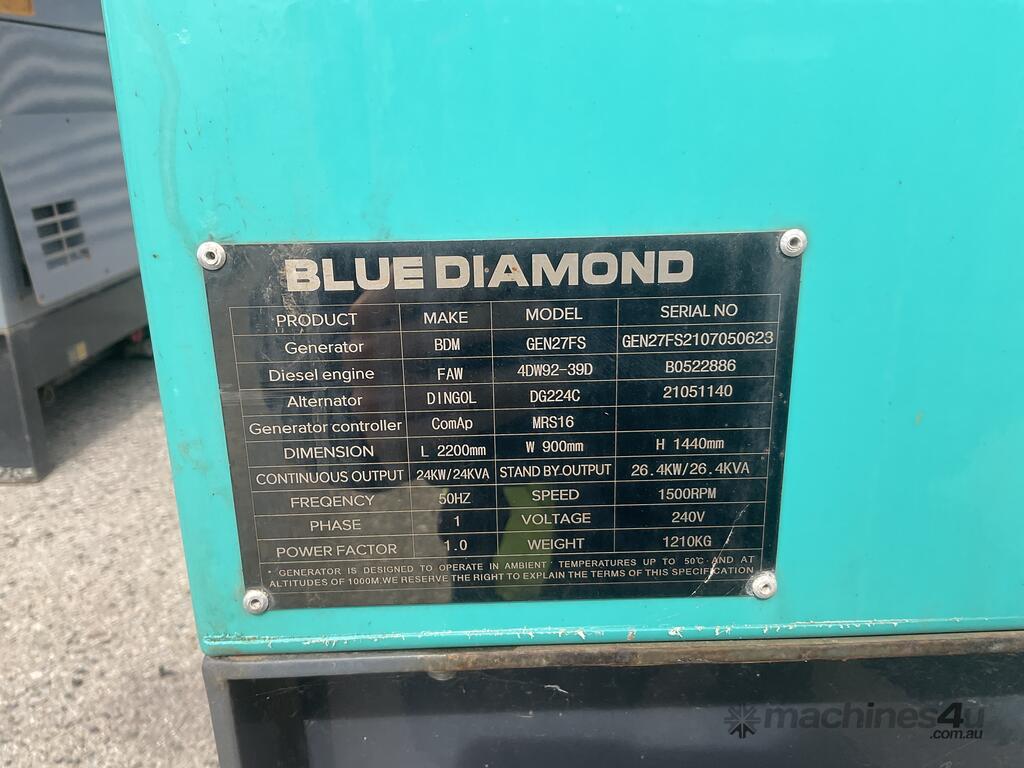 BLUE DIAMOND
PRODUCT MAKE MODEL SERIAL NO
Generator BDM GEN27FS GEN27FS2107050623
Diesel engine FAW 4DW92-39D B0522886
Alternator DINGOL DG224C 21051140
Generator controller ComAp MRS16
DIMENSION L 2200mm W 900mm H 1440mm
CONTINUOUS OUTPUT 24KW/24KVA STAND BY.OUTPUT 26.4KW/26.4KVA
FREQENCY 50HZ SPEED 1500RPM
PHASE 1 VOLTAGE 240V
POWER FACTOR 1.0 WEIGHT 1210KG
* GENERATOR IS DESIGNED TO OPERATE IN AMBIENT TEMPERATURES UP TO 50℃ AND AT
ALTITUDES OF 1000M.WE RESERVE THE RIGHT TO EXPLAIN THE TERMS OF THIS SPECIFICATION
machines4u
.com.au